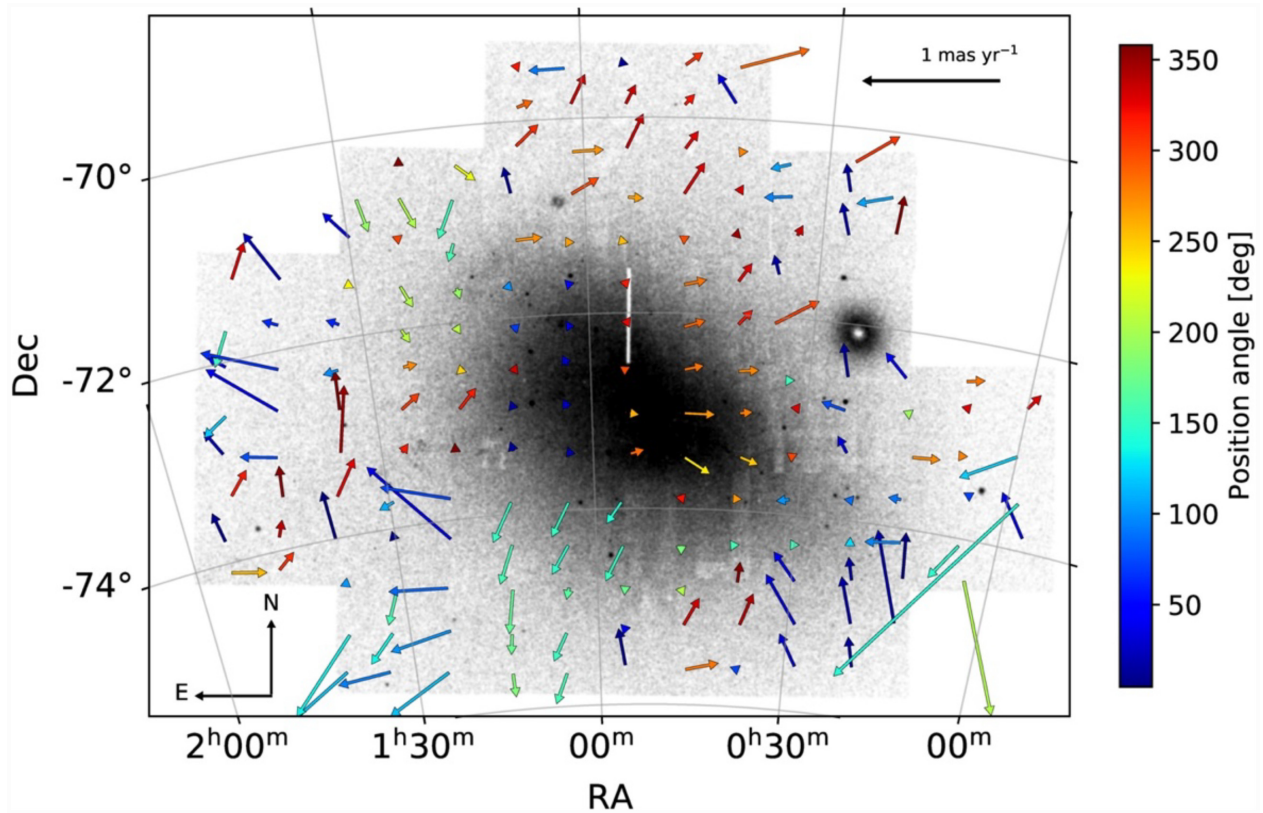 1 mas yr⁻¹
350
300
250
200
150
100
50
Position angle [deg]
-70°
-72°
-74°
Dec
N
E
2ʰ00ᵐ
1ʰ30ᵐ
00ᵐ
0ʰ30ᵐ
00ᵐ
RA